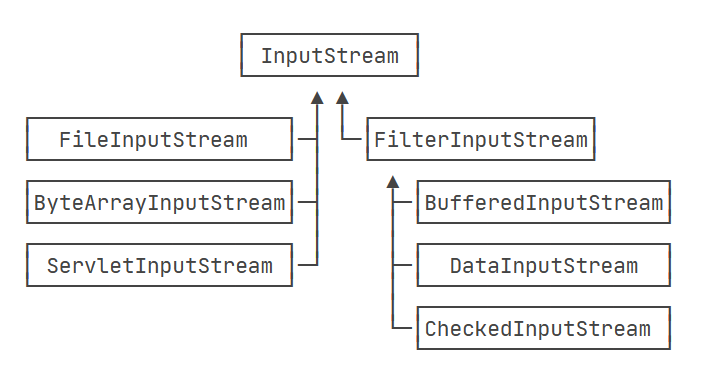 InputStream
FileInputStream
FilterInputStream
ByteArrayInputStream
BufferedInputStream
ServletInputStream
DataInputStream
CheckedInputStream